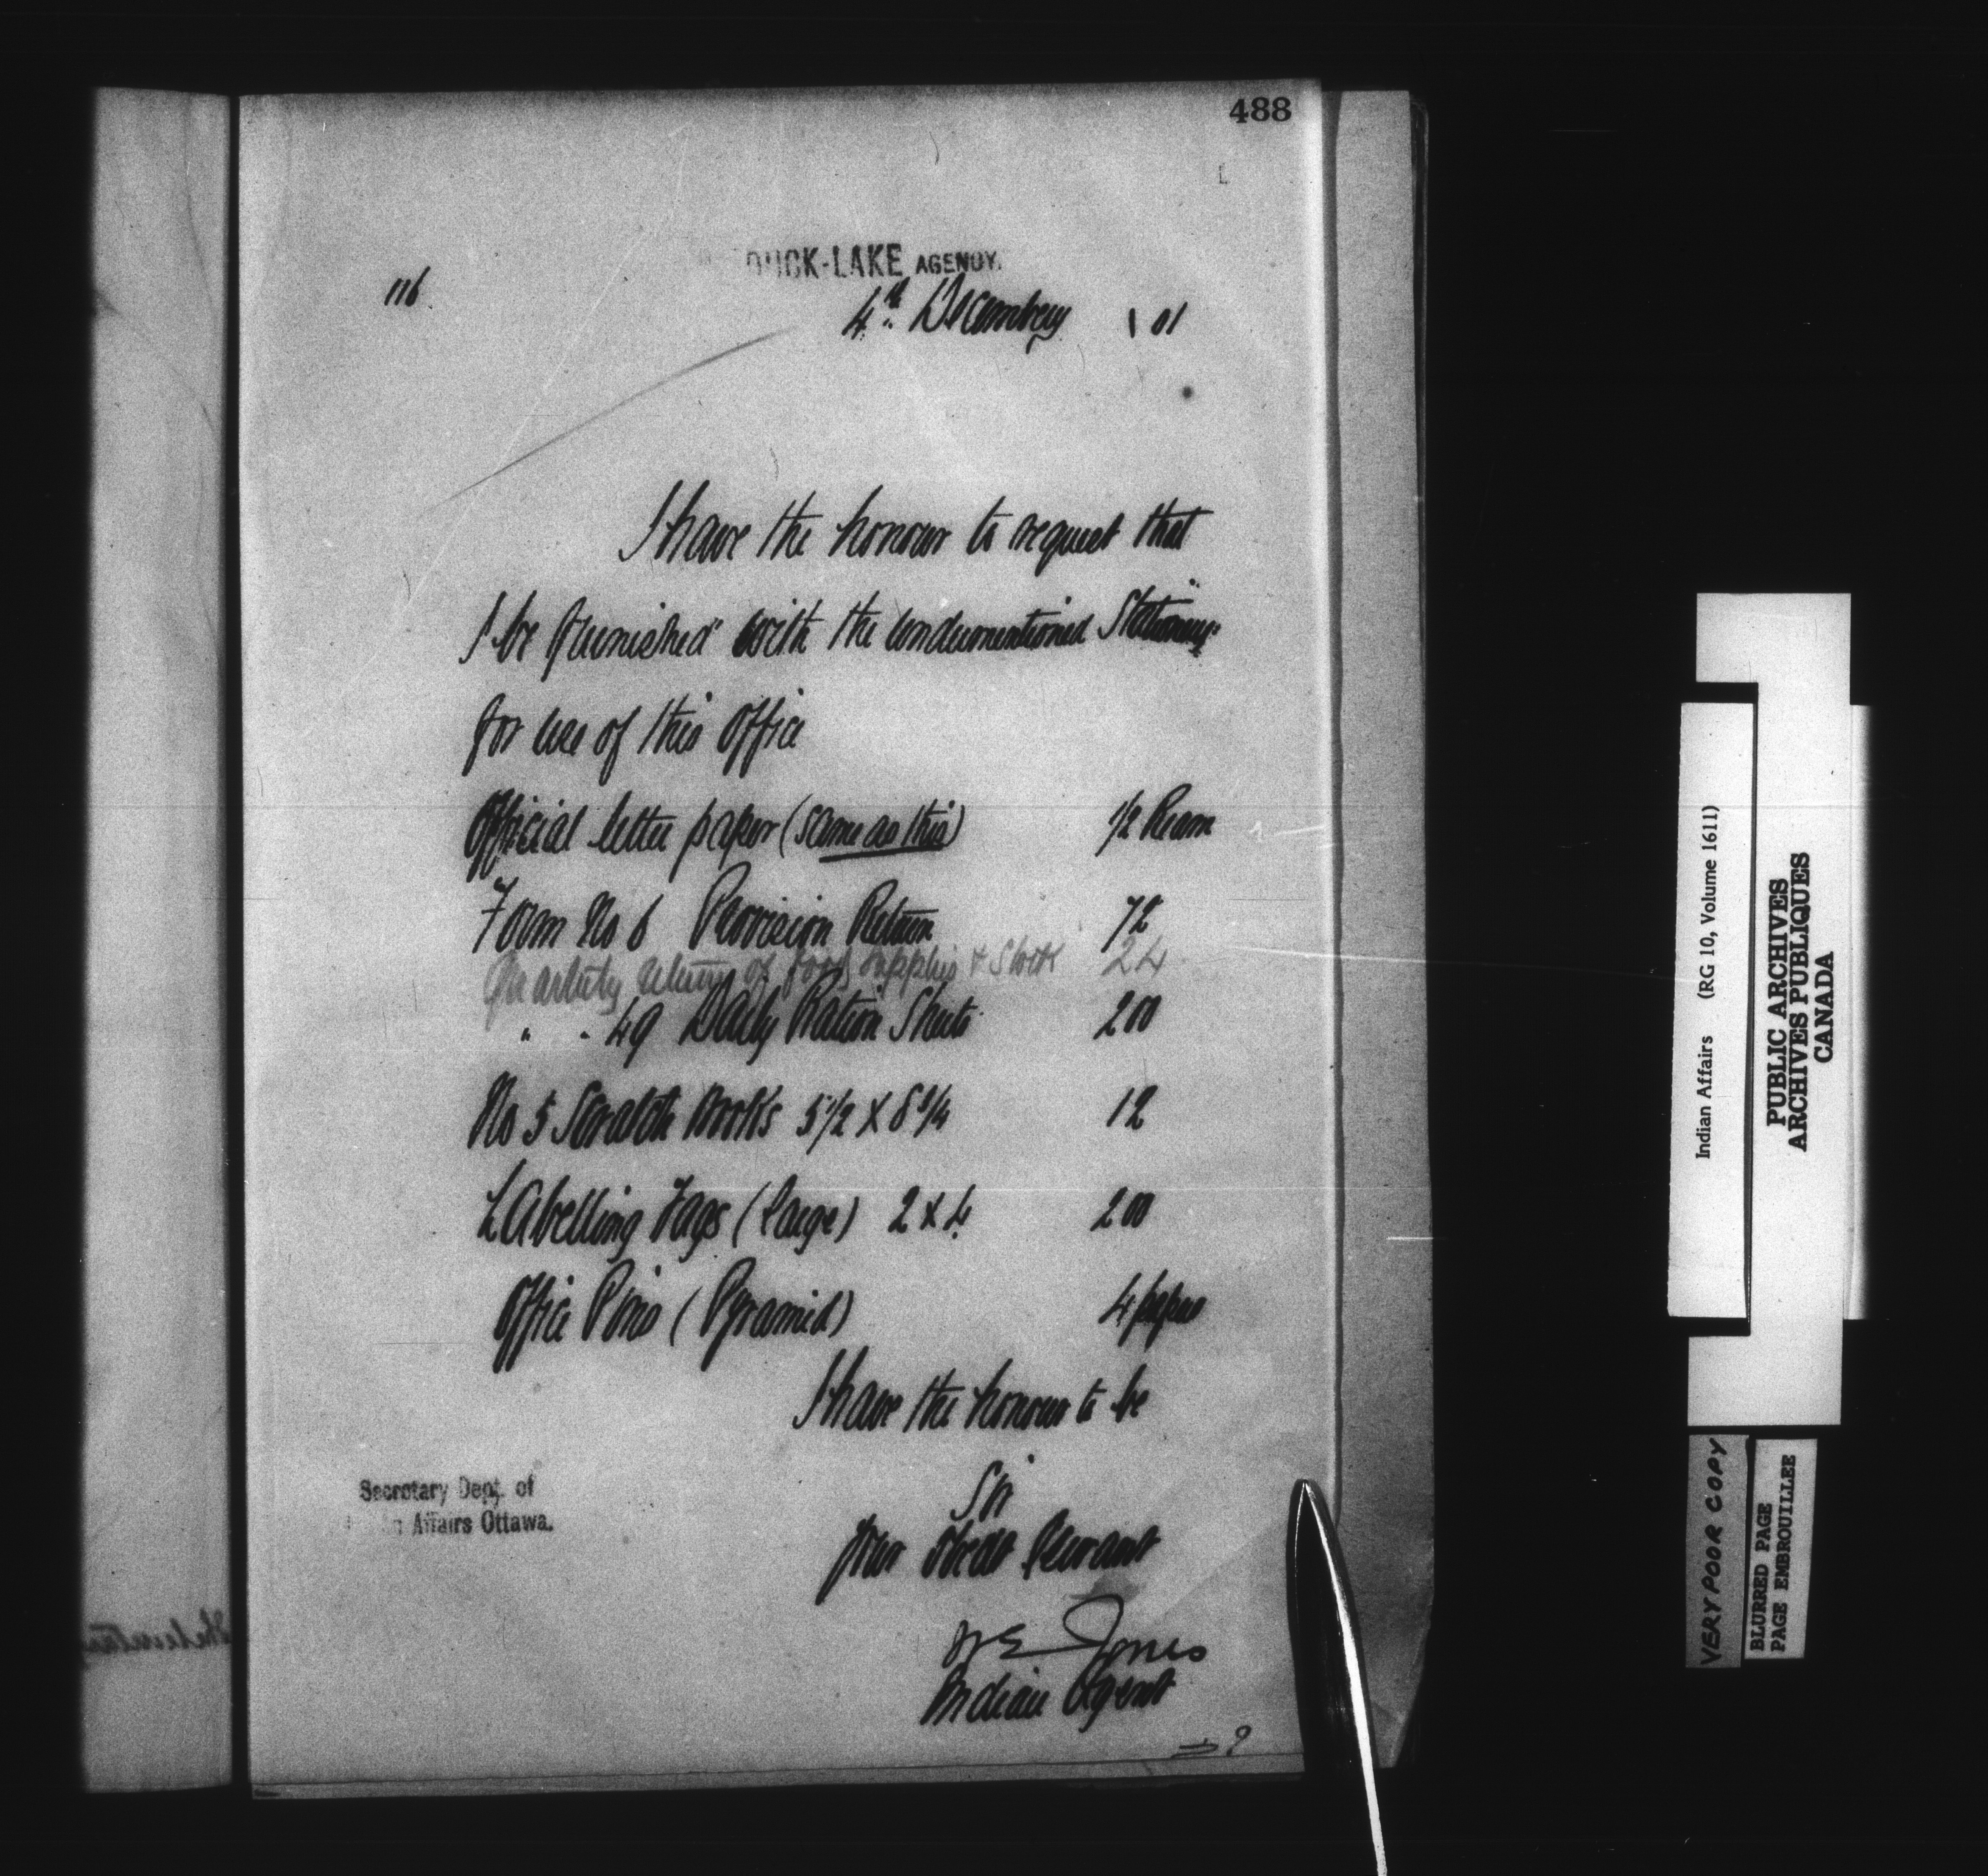 488
DUCK-LAKE AGENCY.
116
4th December 1 01
I have the honour to request that
I be furnished with the undermentioned Stationery
for use of this Office
Official letter paper (same as this) 1/2 Ream
Form No 6 Provision Return 72
Quarterly return of food supplies & stock 24
" " 49 Daily Ration Sheets 200
No 5 Scratch Books 5 1/2 X 8 1/4 12
Labelling Tags (large) 2 x 4 200
Office Pins (Pyramid) 4 papers
I have the honour to be
Sir
Your Obedt Servant
Jones
Indian Agent
Secretary Dept. of
Affairs Ottawa.
Indian Affairs (RG 10, Volume 1611)
PUBLIC ARCHIVES
ARCHIVES PUBLIQUES
CANADA
VERY POOR COPY
BLURRED PAGE
PAGE EMBROUILLEE